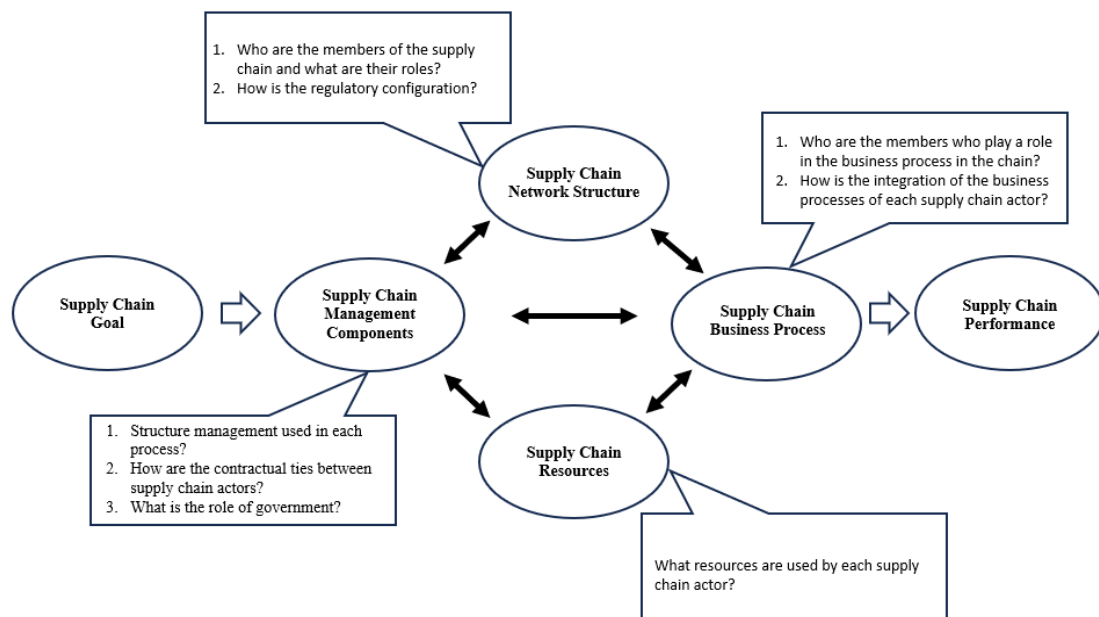 1. Who are the members of the supply
chain and what are their roles?
2. How is the regulatory configuration?
1. Who are the members who play a role
in the business process in the chain?
2. How is the integration of the business
processes of each supply chain actor?
Supply Chain
Network Structure
Supply Chain
Goal
Supply Chain
Management
Components
Supply Chain
Business Process
Supply Chain
Performance
1. Structure management used in each
process?
2. How are the contractual ties between
supply chain actors?
3. What is the role of government?
Supply Chain
Resources
What resources are used by each supply
chain actor?